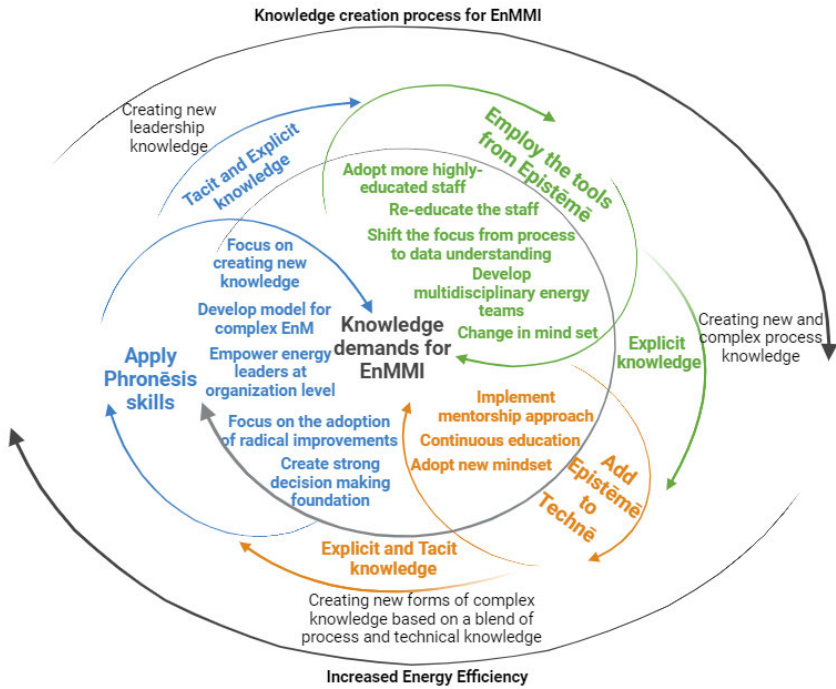 Knowledge creation process for EnMMI
Creating new
leadership
knowledge
Tacit and Explicit
knowledge
Employ the tools
from Epistēmē
Adopt more highly-
educated staff
Re-educate the staff
Shift the focus from process
to data understanding
Develop
multidisciplinary energy
teams
Change in mind set
Focus on
creating new
knowledge
Develop model for
complex EnM
Empower energy
leaders at
organization level
Focus on the adoption
of radical improvements
Create strong
decision making
foundation
Knowledge
demands for
EnMMI
Apply
Phronēsis
skills
Explicit
knowledge
Creating new and
complex process
knowledge
Implement
mentorship approach
Continuous education
Adopt new mindset
Add
Epistēmē
to
Technē
Explicit and Tacit
knowledge
Creating new forms of complex
knowledge based on a blend of
process and technical knowledge
Increased Energy Efficiency